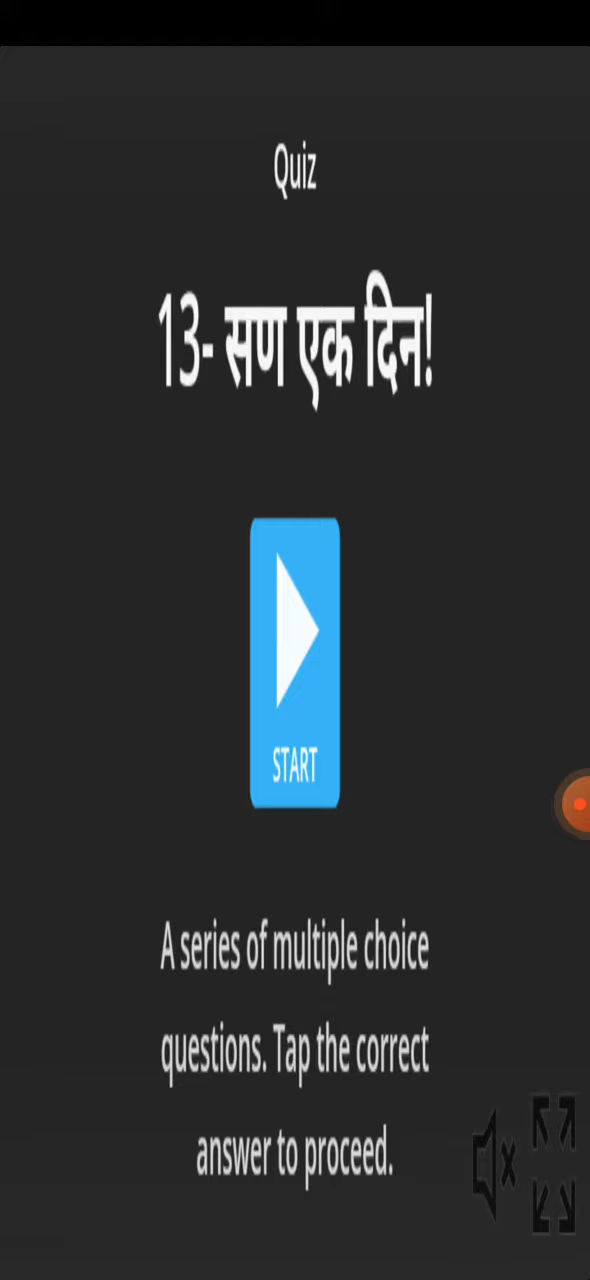 Quiz
13- सण एक दिन!
START
A series of multiple choice
questions. Tap the correct
answer to proceed.